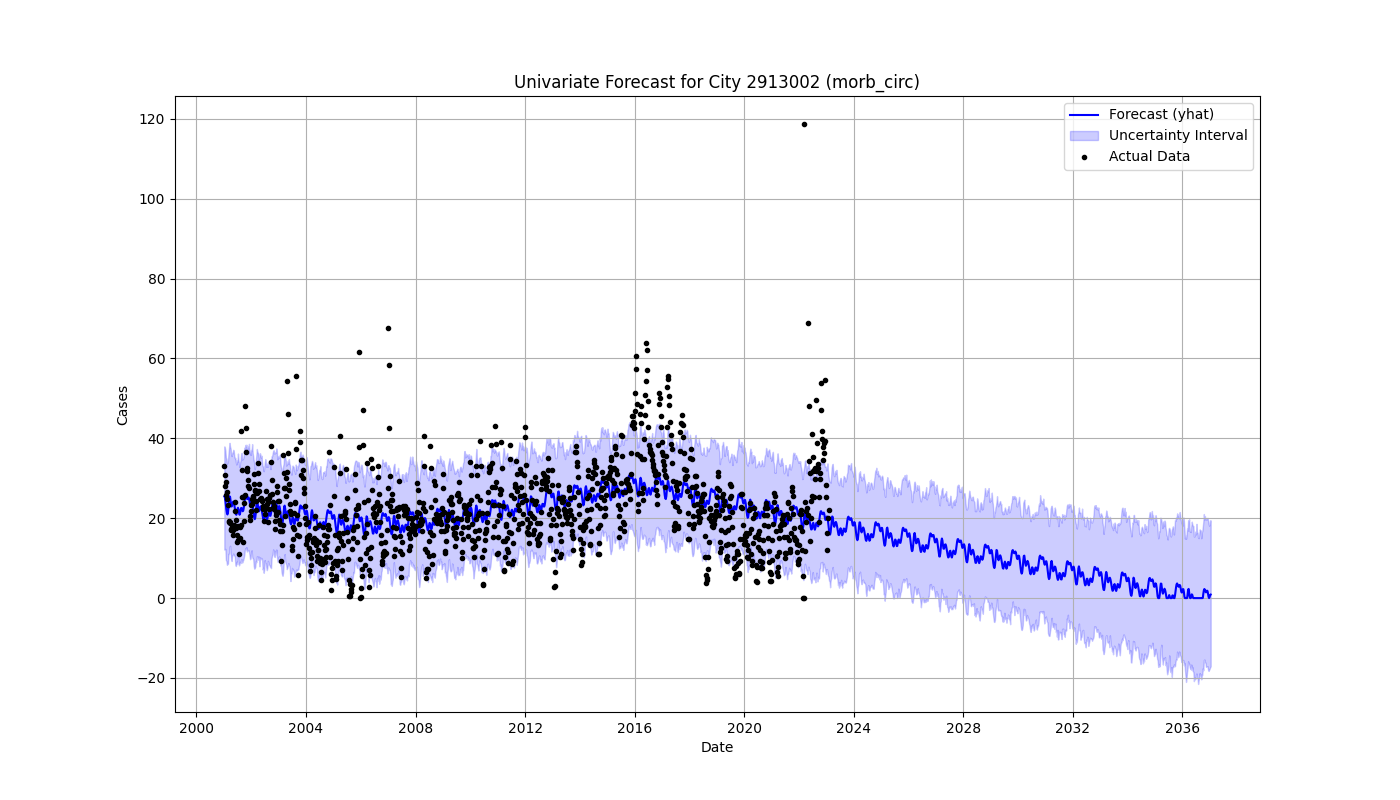 Univariate Forecast for City 2913002 (morb_circ)
Forecast (yhat)
Uncertainty Interval
Actual Data
120
100
80
60
40
20
0
−20
Cases
2000 2004 2008 2012 2016 2020 2024 2028 2032 2036
Date